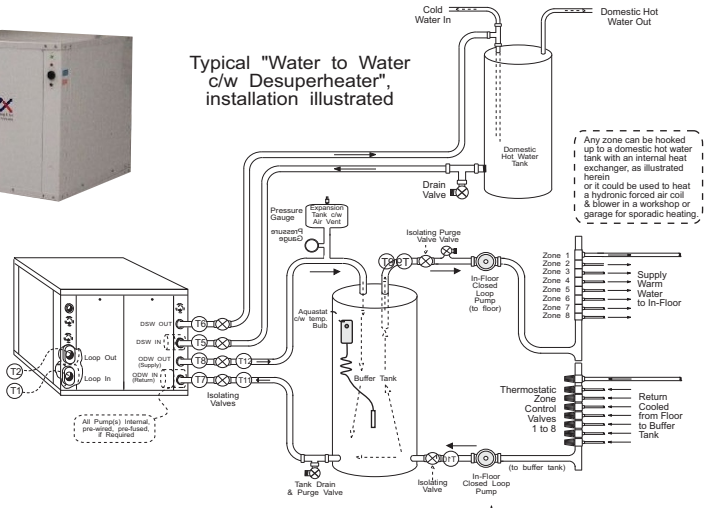 Cold
Water In
Domestic Hot
Water Out
Typical "Water to Water
c/w Desuperheater",
installation illustrated
Domestic
Hot Water
Tank
Any zone can be hooked
up to a domestic hot water
tank with an internal heat
exchanger, as illustrated
herein
or it could be used to heat
a hydronic forced air coil
& blower in a workshop or
garage for sporadic heating.
Drain
Valve
Pressure
Gauge
Expansion
Tank c/w
Air Vent
Pressure
Gauge
Isolating Purge
Valve Valve
In-Floor
Closed
Loop
Pump
(to floor)
Zone 1
Zone 2
Zone 3
Zone 4
Zone 5
Zone 6
Zone 7
Zone 8
Supply
Warm
Water
to In-Floor
Aquastat
c/w temp.
Bulb
Buffer Tank
DSW OUT
T6
DSW IN
T5
ODW OUT
(Supply)
T8
T12
ODW IN
(Return)
T7
T11
Loop Out
Loop In
T2
T1
Isolating
Valves
All Pump(s) Internal,
pre-wired, pre-fused,
if Required
Thermostatic
Zone
Control
Valves
1 to 8
Return
Cooled
from Floor
to Buffer
Tank
T10
(to buffer tank)
Tank Drain
& Purge Valve
Isolating
Valve
In-Floor
Closed Loop
Pump